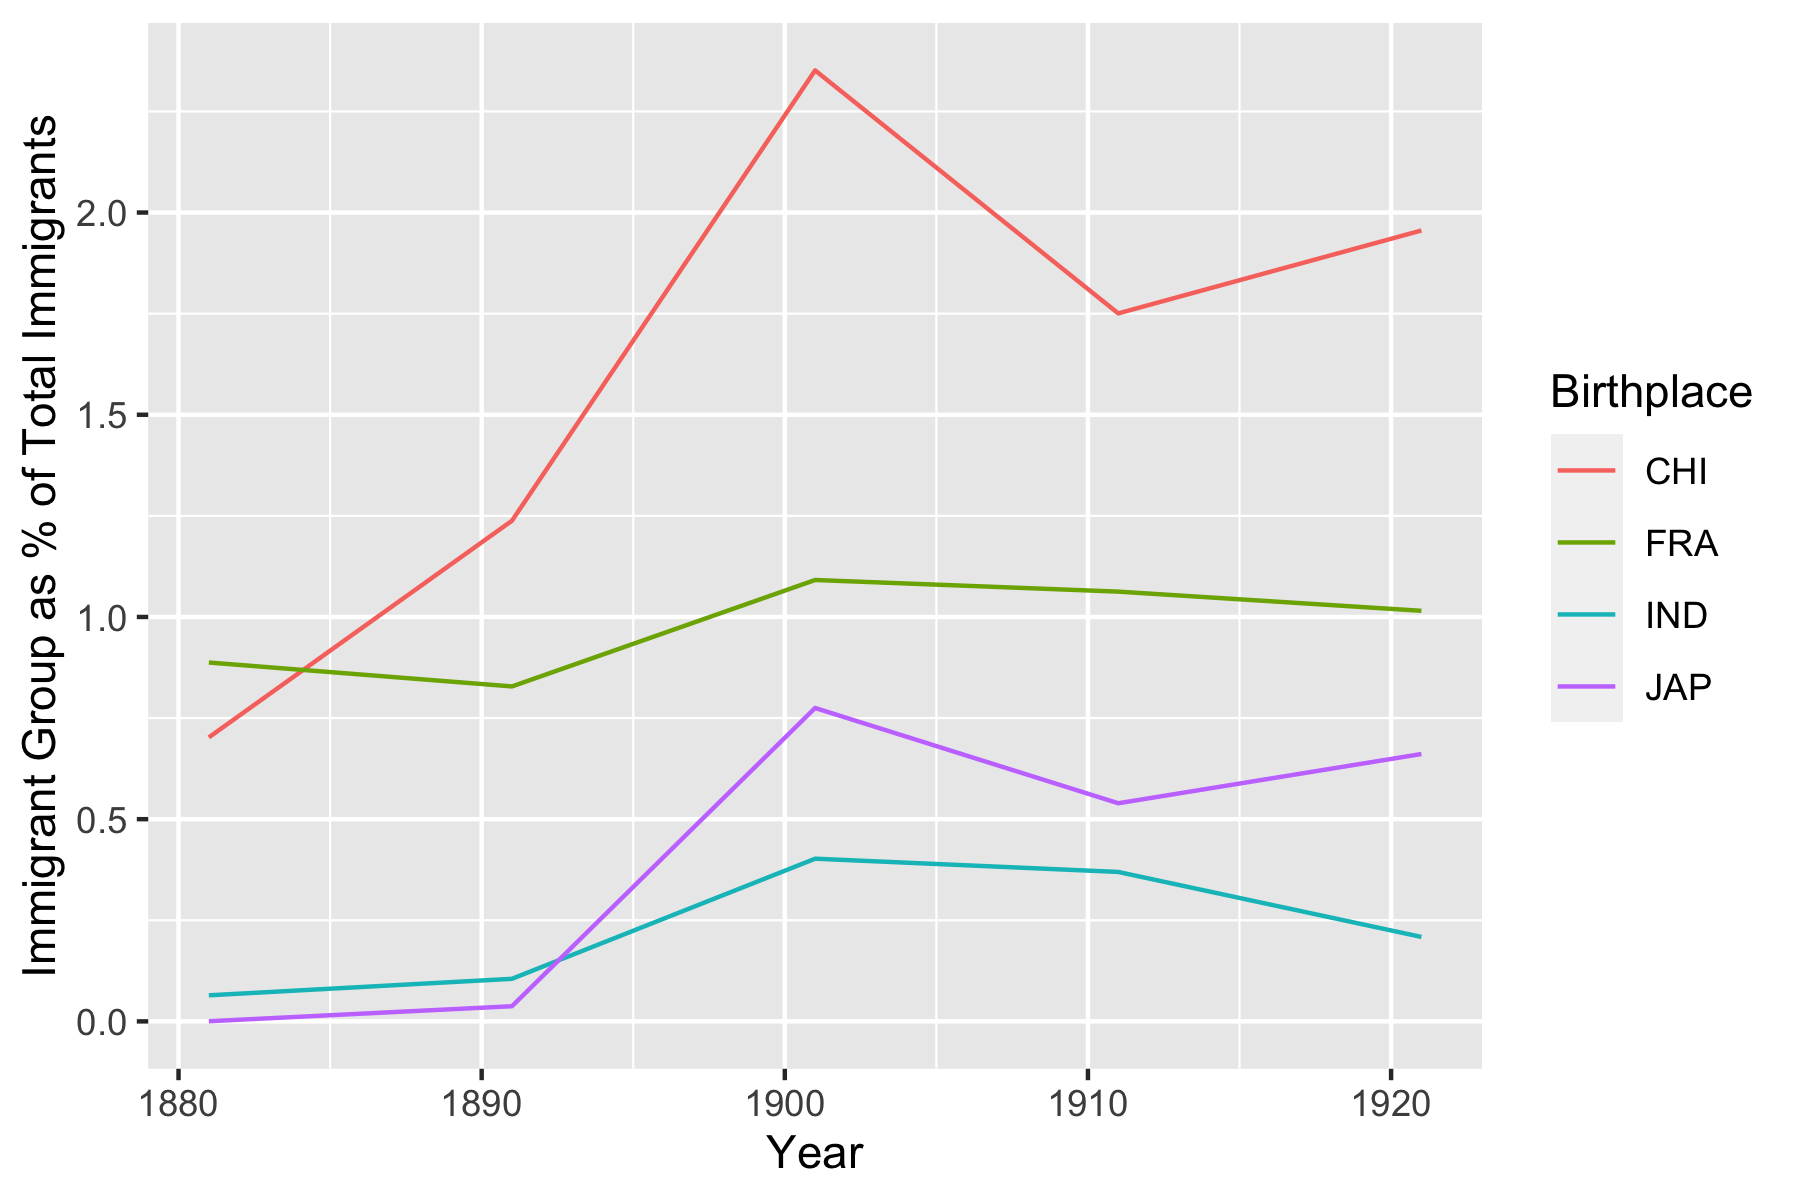 Immigrant Group as % of Total Immigrants
2.0
1.5
1.0
0.5
0.0
1880 1890 1900 1910 1920
Year
Birthplace
CHI
FRA
IND
JAP